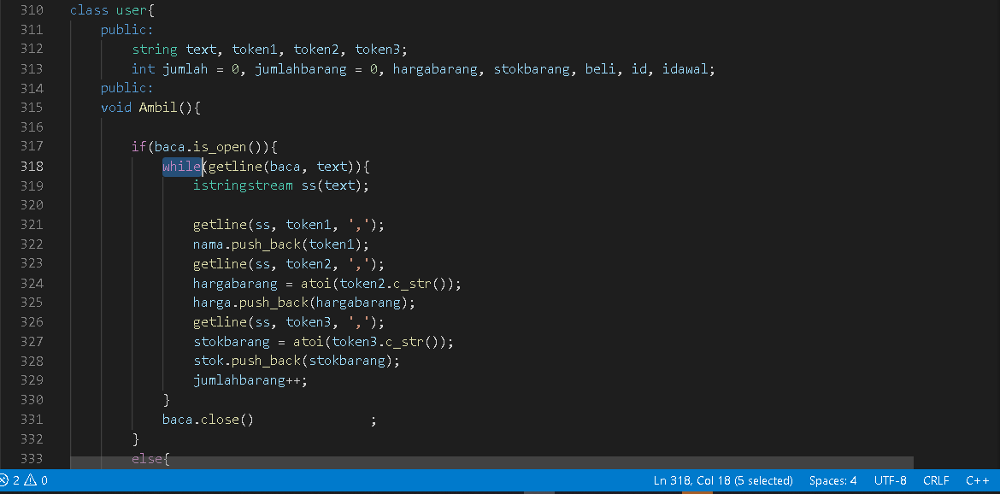 310 class user{
311 public:
312 string text, token1, token2, token3;
313 int jumlah = 0, jumlahbarang = 0, hargabarang, stokbarang, beli, id, idawal;
314 public:
315 void Ambil(){
316
317 if(baca.is_open()){
318 while(getline(baca, text)){
319 istringstream ss(text);
320
321 getline(ss, token1, ',');
322 nama.push_back(token1);
323 getline(ss, token2, ',');
324 hargabarang = atoi(token2.c_str());
325 harga.push_back(hargabarang);
326 getline(ss, token3, ',');
327 stokbarang = atoi(token3.c_str());
328 stok.push_back(stokbarang);
329 jumlahbarang++;
330 }
331 baca.close() ;
332 }
333 else{
2 0 Ln 318, Col 18 (5 selected) Spaces: 4 UTF-8 CRLF C++